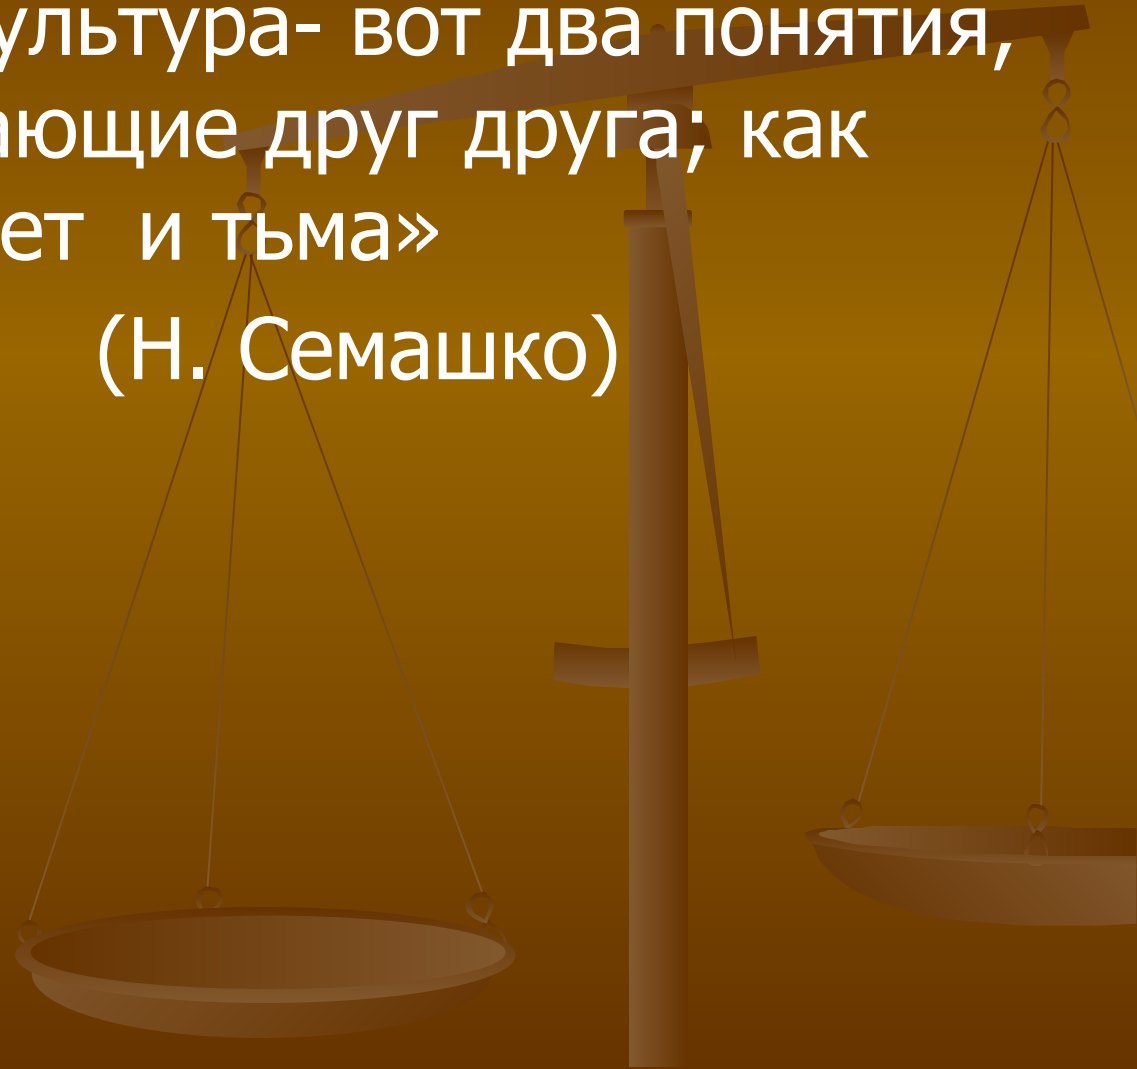 ультура- вот два понятия,
ающие друг друга; как
ет и тьма»
(Н. Семашко)